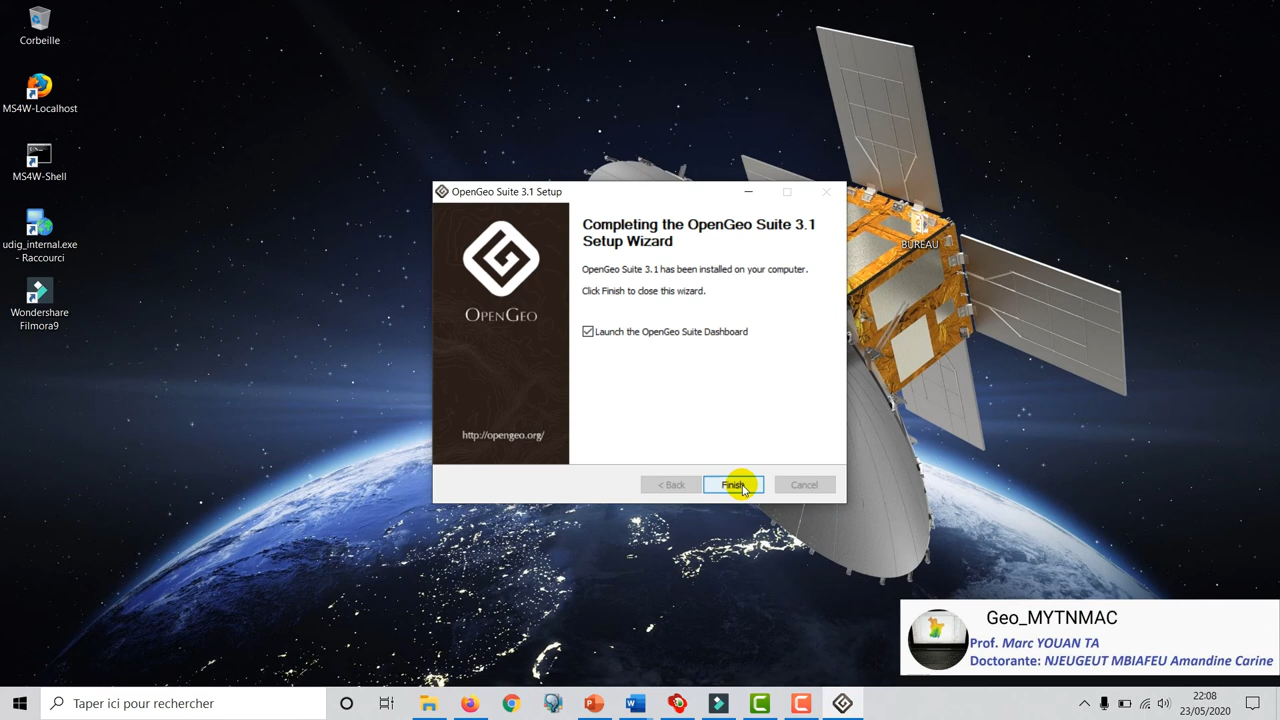 Corbeille
MS4W-Localhost
MS4W-Shell
udig_internal.exe
- Raccourci
Wondershare
Filmora9
BUREAU
OpenGeo Suite 3.1 Setup
OPENGEO
http://opengeo.org/
Completing the OpenGeo Suite 3.1
Setup Wizard
OpenGeo Suite 3.1 has been installed on your computer.
Click Finish to close this wizard.
Launch the OpenGeo Suite Dashboard
< Back
Finish
Cancel
Geo_MYTNMAC
Prof. Marc YOUAN TA
Doctorante: NJEUGEUT MBIAFEU Amandine Carine
Taper ici pour rechercher
22:08
23/05/2020